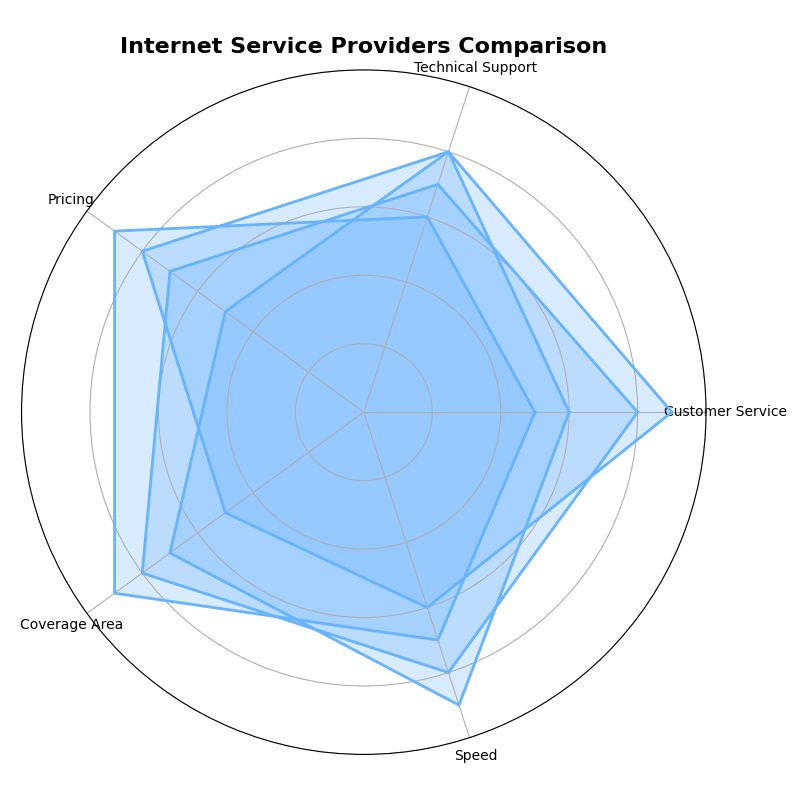 Internet Service Providers Comparison
Technical Support
Pricing
Customer Service
Coverage Area
Speed